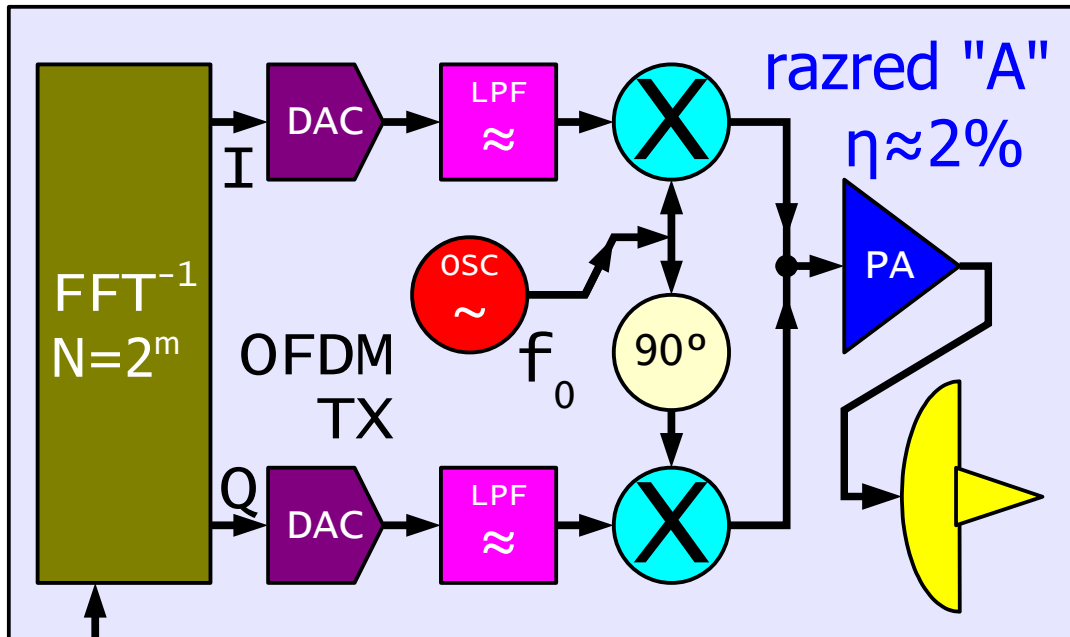 razred "A"
η≈2%
DAC
LPF
≈
X
I
OSC
~
PA
FFT⁻¹
N=2ᵐ
OFDM
TX
f₀
90º
Q
DAC
LPF
≈
X